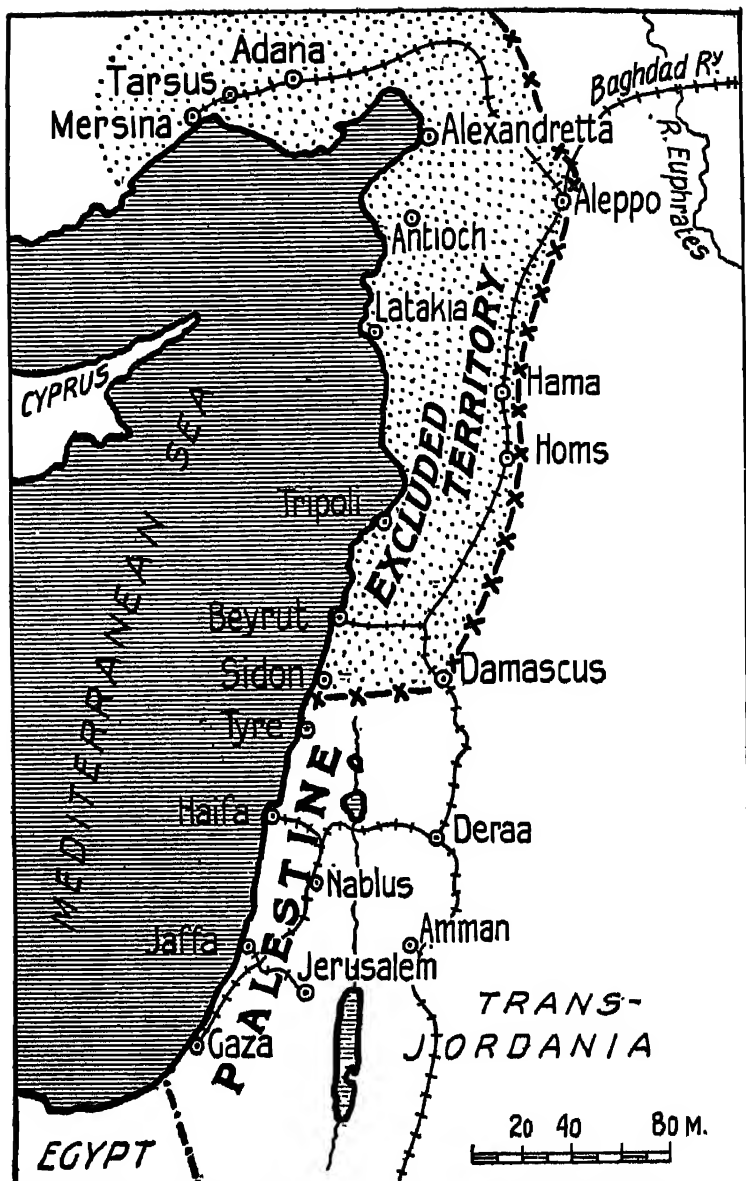 Adana
Tarsus
Mersina
Baghdad Ry
R. Euphrates
Alexandretta
Aleppo
Antioch
Latakia
CYPRUS
EXCLUDED
TERRITORY
Hama
Homs
MEDITERRANEAN SEA
Tripoli
Beyrut
Sidon
Damascus
Tyre
PALESTINE
Haifa
Deraa
Nablus
Jaffa
Amman
Jerusalem
Gaza
TRANS-
JORDANIA
EGYPT
20 40 80 M.